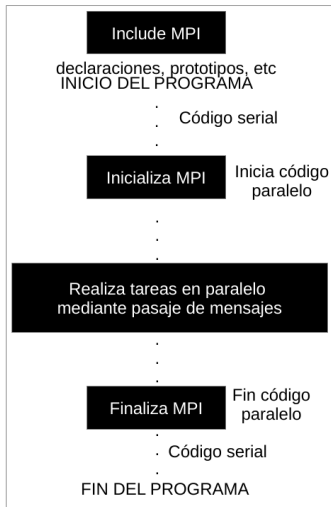 Include MPI
declaraciones, prototipos, etc
INICIO DEL PROGRAMA
Código serial
Inicializa MPI
Inicia código
paralelo
Realiza tareas en paralelo
mediante pasaje de mensajes
Finaliza MPI
Fin código
paralelo
Código serial
FIN DEL PROGRAMA